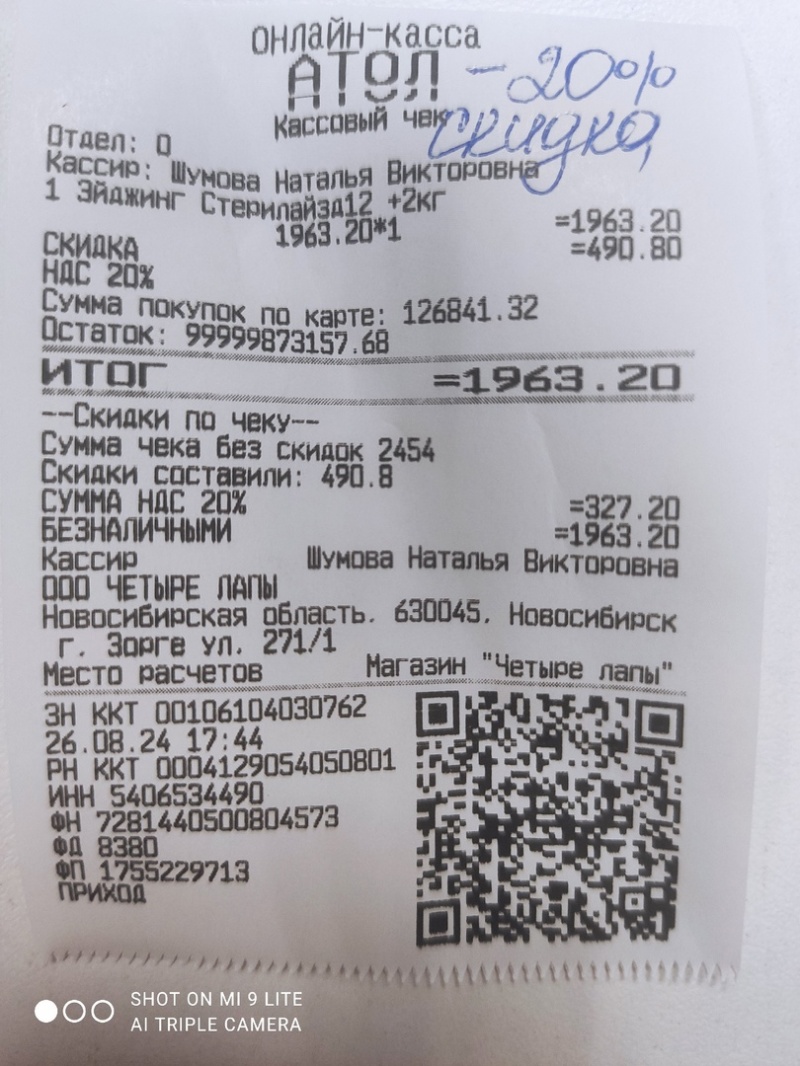 ОНЛАЙН-КАССА
АТОЛ
-20%
скидка
Кассовый чек
Отдел: 0
Кассир: Шумова Наталья Викторовна
1 Эйджинг Стерилайзд12 +2кг
1963.20*1 =1963.20
СКИДКА =490.80
НДС 20%
Сумма покупок по карте: 126841.32
Остаток: 99999873157.68
ИТОГ =1963.20
--Скидки по чеку--
Сумма чека без скидок 2454
Скидки составили: 490.8
СУММА НДС 20% =327.20
БЕЗНАЛИЧНЫМИ =1963.20
Кассир Шумова Наталья Викторовна
ООО ЧЕТЫРЕ ЛАПЫ
Новосибирская область. 630045. Новосибирск
г. Зорге ул. 271/1
Место расчетов Магазин "Четыре лапы"
ЗН ККТ 00106104030762
26.08.24 17:44
РН ККТ 0004129054050801
ИНН 5406534490
ФН 7281440500804573
ФД 8380
ФП 1755229713
ПРИХОД
SHOT ON MI 9 LITE
AI TRIPLE CAMERA